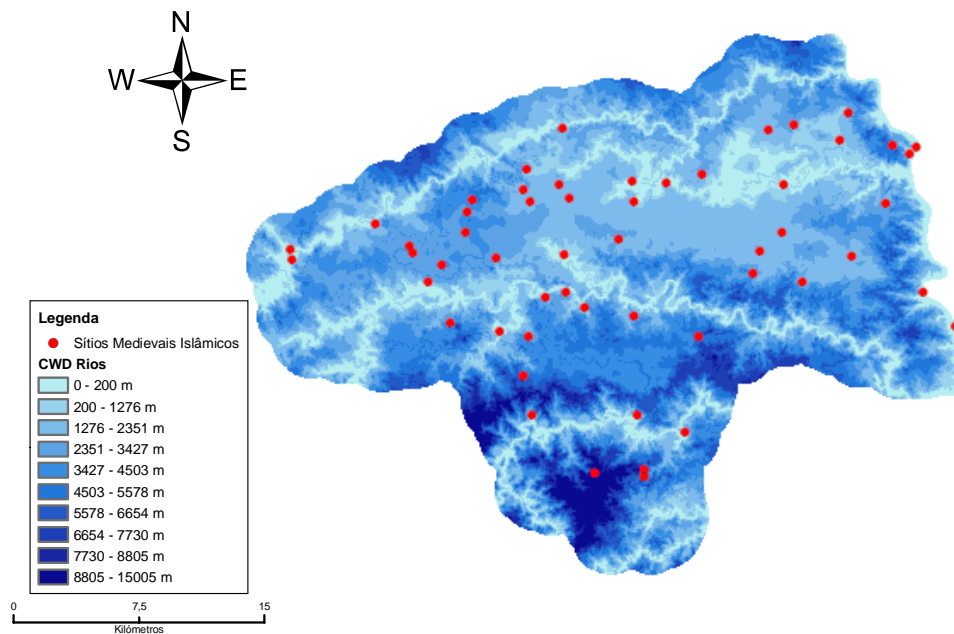 N
W E
S
Legenda
Sítios Medievais Islâmicos
CWD Rios
0 - 200 m
200 - 1276 m
1276 - 2351 m
2351 - 3427 m
3427 - 4503 m
4503 - 5578 m
5578 - 6654 m
6654 - 7730 m
7730 - 8805 m
8805 - 15005 m
0 7,5 15
Kilómetros